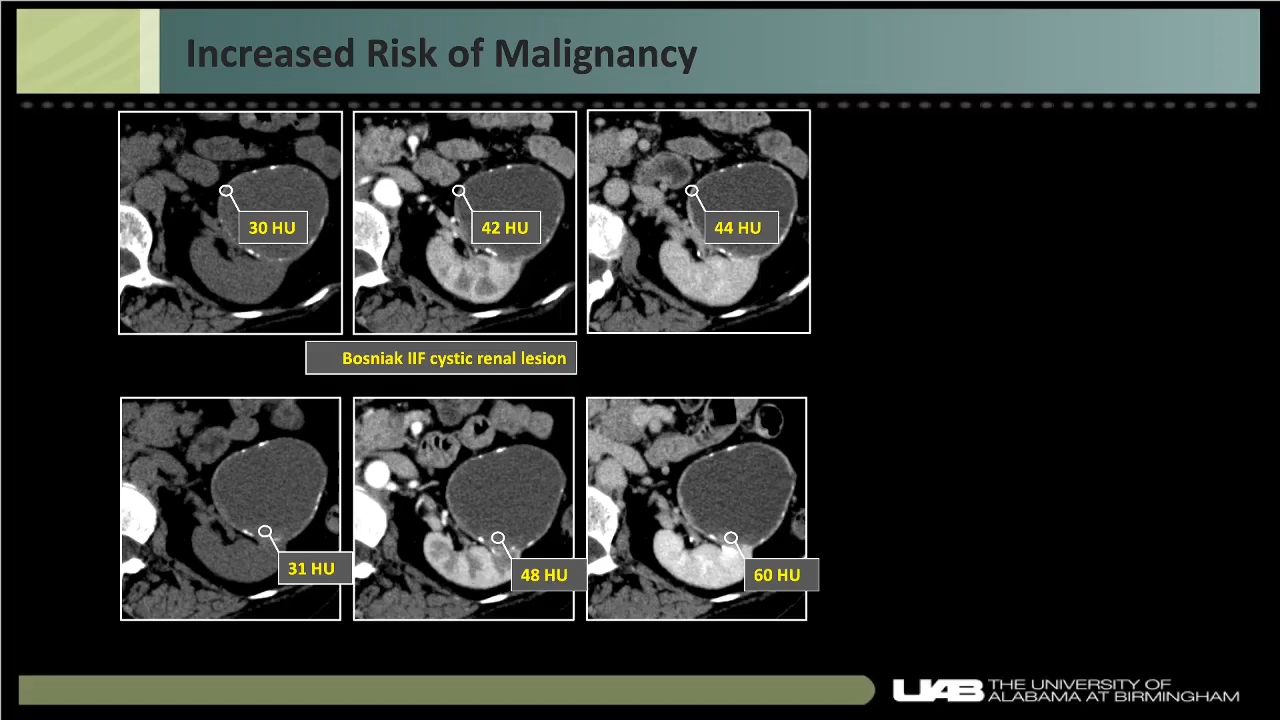 Increased Risk of Malignancy
30 HU
42 HU
44 HU
Bosniak IIF cystic renal lesion
31 HU
48 HU
60 HU
UAB THE UNIVERSITY OF
ALABAMA AT BIRMINGHAM